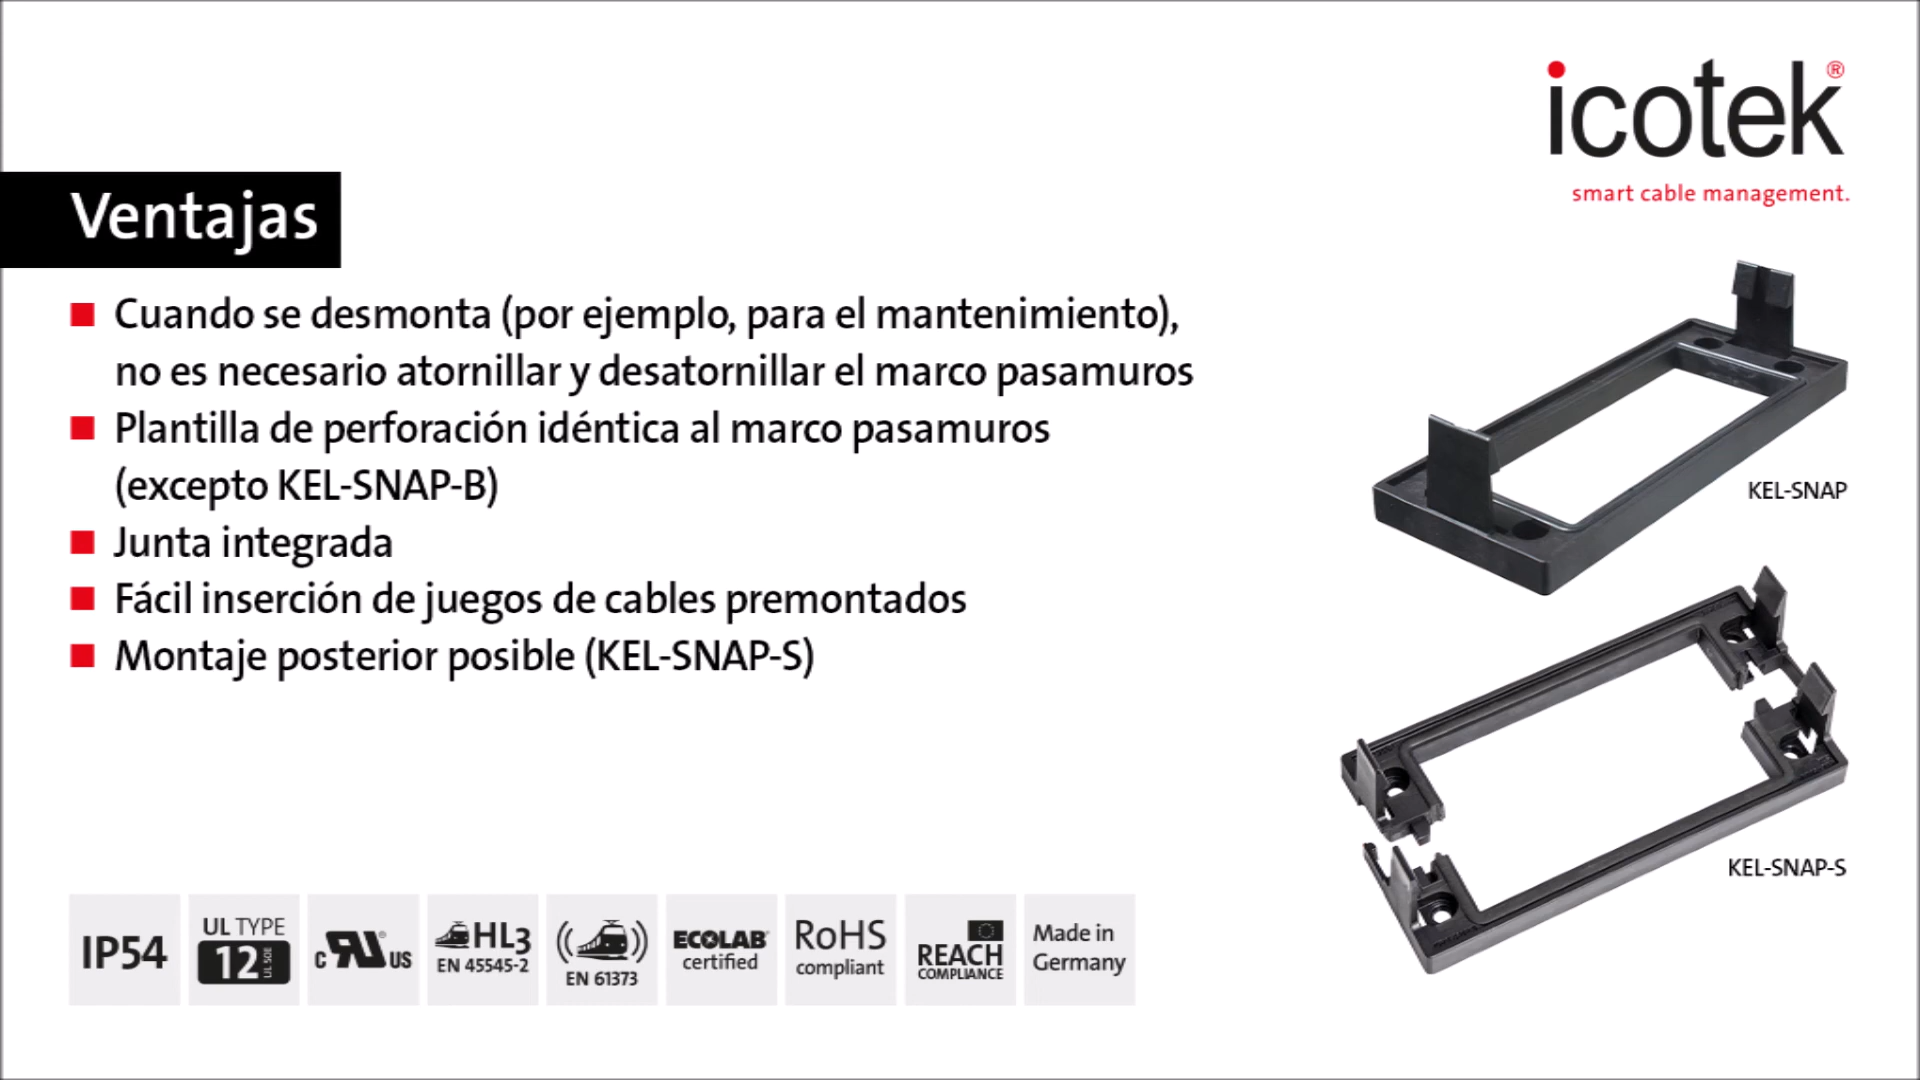 icotek®
smart cable management.
Ventajas
Cuando se desmonta (por ejemplo, para el mantenimiento),
no es necesario atornillar y desatornillar el marco pasamuros
Plantilla de perforación idéntica al marco pasamuros
(excepto KEL-SNAP-B)
Junta integrada
Fácil inserción de juegos de cables premontados
Montaje posterior posible (KEL-SNAP-S)
KEL-SNAP
KEL-SNAP-S
IP54
UL TYPE
12
UL 50E
c RU US
HL3
EN 45545-2
EN 61373
ECOLAB®
certified
RoHS
compliant
REACH
COMPLIANCE
Made in
Germany